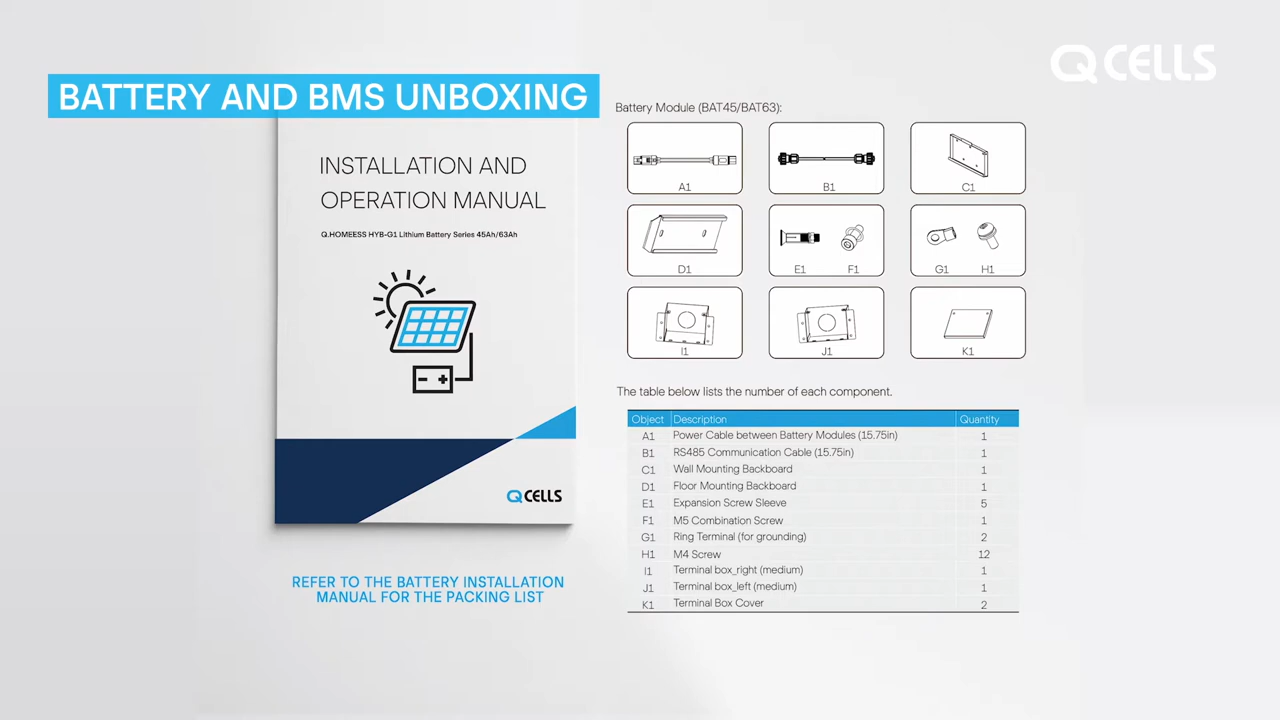 Q CELLS
BATTERY AND BMS UNBOXING
INSTALLATION AND
OPERATION MANUAL
Q.HOMEESS HYB-G1 Lithium Battery Series 45Ah/63Ah
Q CELLS
REFER TO THE BATTERY INSTALLATION
MANUAL FOR THE PACKING LIST
Battery Module (BAT45/BAT63):
A1 B1 C1
D1 E1 F1 G1 H1
I1 J1 K1
The table below lists the number of each component.
Object Description Quantity
A1 Power Cable between Battery Modules (15.75in) 1
B1 RS485 Communication Cable (15.75in) 1
C1 Wall Mounting Backboard 1
D1 Floor Mounting Backboard 1
E1 Expansion Screw Sleeve 5
F1 M5 Combination Screw 1
G1 Ring Terminal (for grounding) 2
H1 M4 Screw 12
I1 Terminal box_right (medium) 1
J1 Terminal box_left (medium) 1
K1 Terminal Box Cover 2